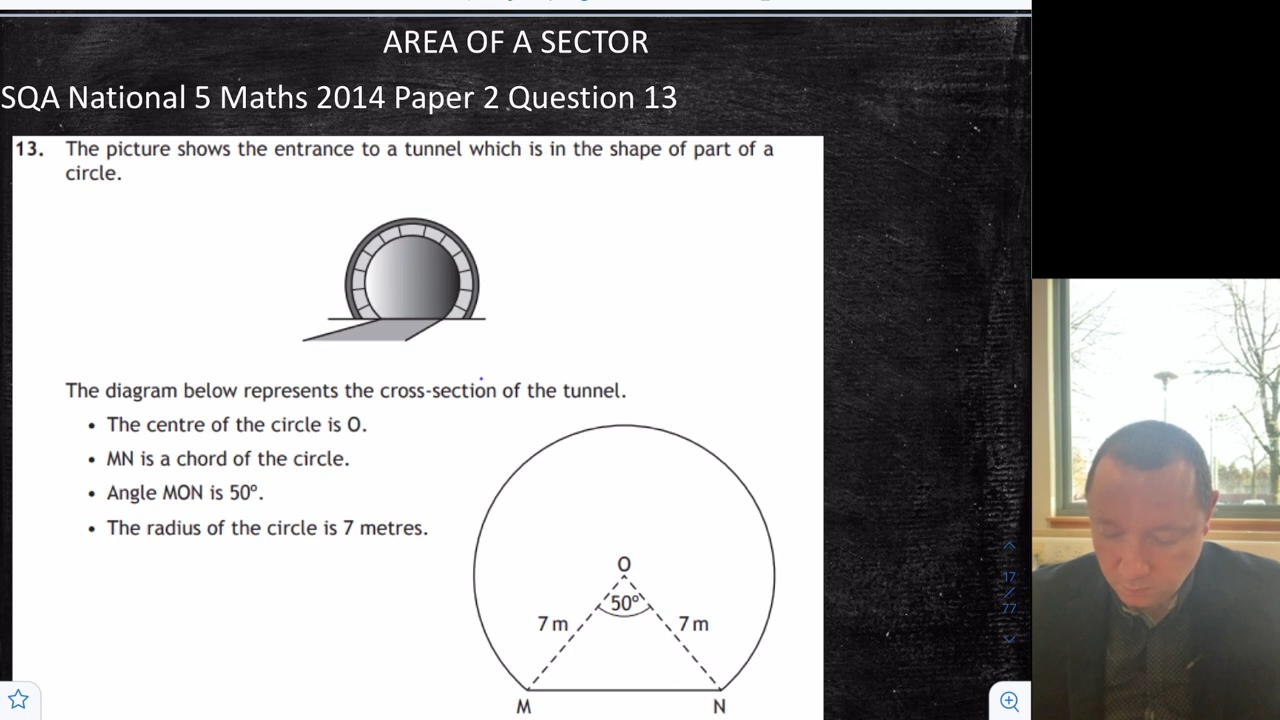 AREA OF A SECTOR
SQA National 5 Maths 2014 Paper 2 Question 13
13. The picture shows the entrance to a tunnel which is in the shape of part of a
circle.
The diagram below represents the cross-section of the tunnel.
• The centre of the circle is O.
• MN is a chord of the circle.
• Angle MON is 50°.
• The radius of the circle is 7 metres.
O
50°
7 m
7 m
M
N
17
/
77